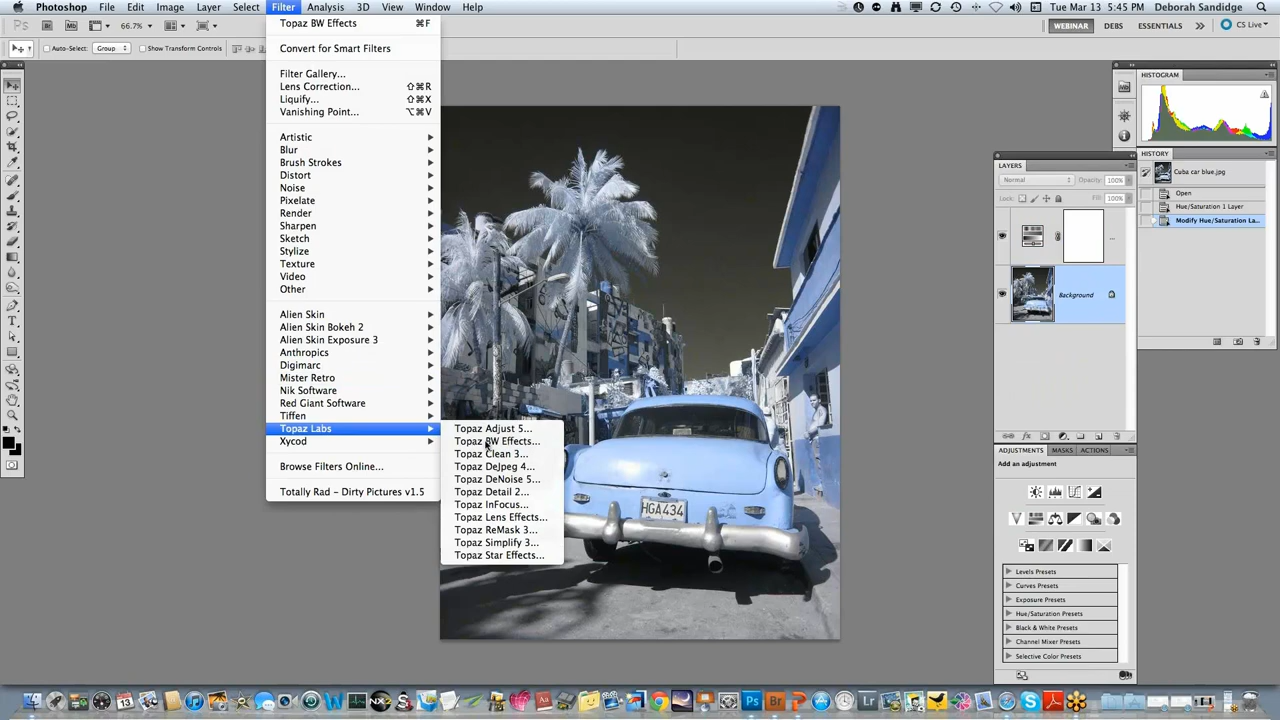 Photoshop File Edit Image Layer Select Filter Analysis 3D View Window Help
Tue Mar 13 5:45 PM Deborah Sandidge
66.7%
WEBINAR DEBS ESSENTIALS CS Live
Auto-Select: Group Show Transform Controls
Topaz BW Effects ⌘F
Convert for Smart Filters
Filter Gallery...
Lens Correction... ⇧⌘R
Liquify... ⇧⌘X
Vanishing Point... ⌥⌘V
Artistic
Blur
Brush Strokes
Distort
Noise
Pixelate
Render
Sharpen
Sketch
Stylize
Texture
Video
Other
Alien Skin
Alien Skin Bokeh 2
Alien Skin Exposure 3
Anthropics
Digimarc
Mister Retro
Nik Software
Red Giant Software
Tiffen
Topaz Labs
Xycod
Browse Filters Online...
Totally Rad - Dirty Pictures v1.5
Topaz Adjust 5...
Topaz BW Effects...
Topaz Clean 3...
Topaz DeJpeg 4...
Topaz DeNoise 5...
Topaz Detail 2...
Topaz InFocus...
Topaz Lens Effects...
Topaz ReMask 3...
Topaz Simplify 3...
Topaz Star Effects...
HGA434
HISTOGRAM
HISTORY
Cuba car blue.jpg
Open
Hue/Saturation 1 Layer
Modify Hue/Saturation La...
LAYERS
Normal Opacity: 100%
Lock: Fill: 100%
...
Background
ADJUSTMENTS MASKS ACTIONS
Add an adjustment
Levels Presets
Curves Presets
Exposure Presets
Hue/Saturation Presets
Black & White Presets
Channel Mixer Presets
Selective Color Presets